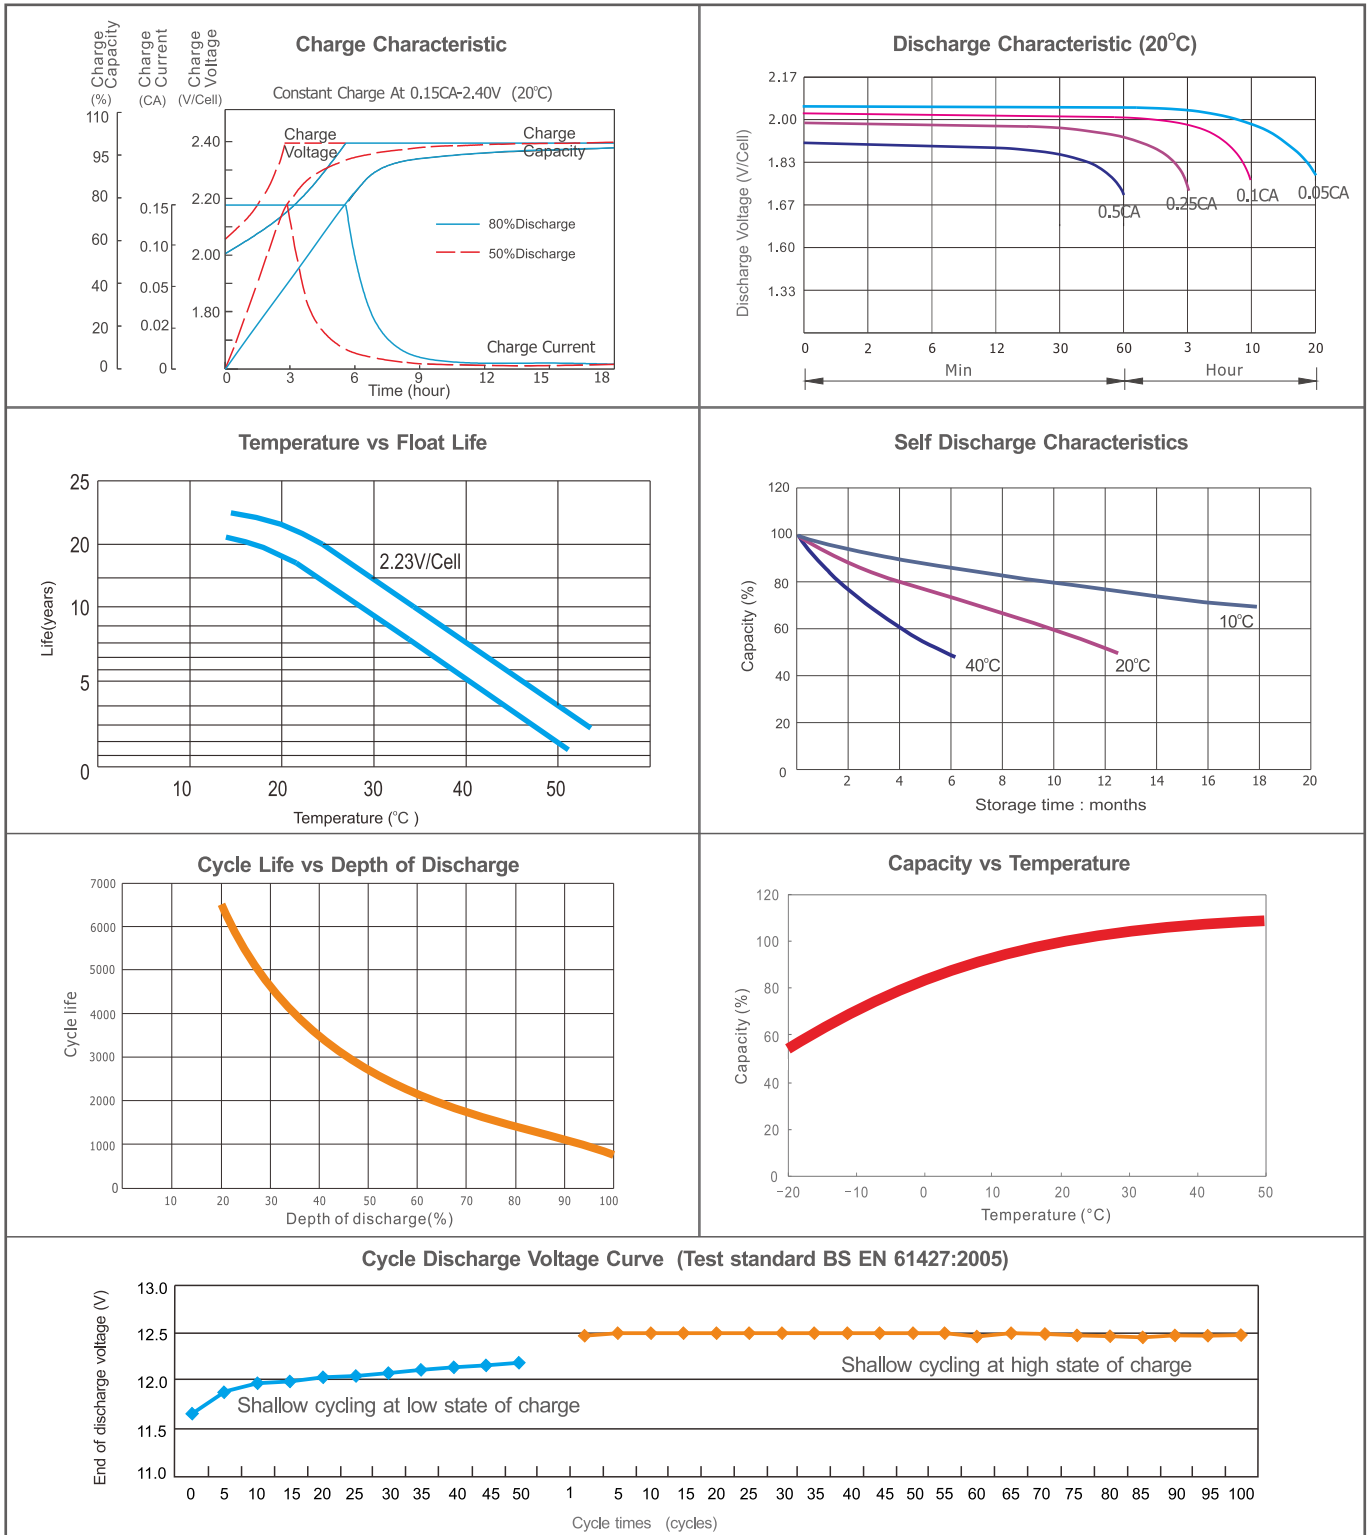 Charge Characteristic
Charge Capacity
Charge Current
Charge Voltage
(%)
(CA)
(V/Cell)
Constant Charge At 0.15CA-2.40V (20°C)
110
95
80
60
40
20
0
0.15
0.10
0.05
0.02
0
2.40
2.20
2.00
1.80
Charge Voltage
Charge Capacity
80%Discharge
50%Discharge
Charge Current
0 3 6 9 12 15 18
Time (hour)
Discharge Characteristic (20°C)
Discharge Voltage (V/Cell)
2.17
2.00
1.83
1.67
1.60
1.33
0.5CA 0.25CA 0.1CA 0.05CA
0 2 6 12 30 60 3 10 20
Min Hour
Temperature vs Float Life
Life(years)
25
20
10
5
0
2.23V/Cell
10 20 30 40 50
Temperature (°C )
Self Discharge Characteristics
Capacity (%)
120
100
80
60
40
20
0
10°C
20°C
40°C
2 4 6 8 10 12 14 16 18 20
Storage time : months
Cycle Life vs Depth of Discharge
Cycle life
7000
6000
5000
4000
3000
2000
1000
0
10 20 30 40 50 60 70 80 90 100
Depth of discharge(%)
Capacity vs Temperature
Capacity (%)
120
100
80
60
40
20
0
−20 −10 0 10 20 30 40 50
Temperature (°C)
Cycle Discharge Voltage Curve (Test standard BS EN 61427:2005)
End of discharge voltage (V)
13.0
12.5
12.0
11.5
11.0
Shallow cycling at high state of charge
Shallow cycling at low state of charge
0 5 10 15 20 25 30 35 40 45 50 1 5 10 15 20 30 35 40 45 50 55 60 65 70 75 80 85 90 95 100
Cycle times (cycles)